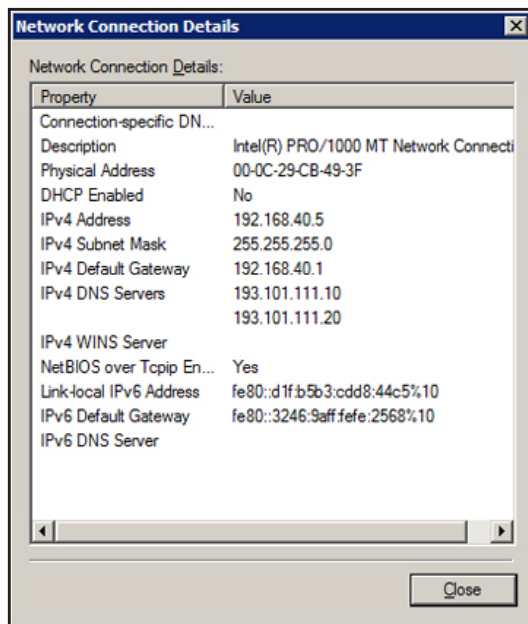 Network Connection Details
Network Connection Details:
Property Value
Connection-specific DN...
Description Intel(R) PRO/1000 MT Network Connecti
Physical Address 00-0C-29-CB-49-3F
DHCP Enabled No
IPv4 Address 192.168.40.5
IPv4 Subnet Mask 255.255.255.0
IPv4 Default Gateway 192.168.40.1
IPv4 DNS Servers 193.101.111.10
193.101.111.20
IPv4 WINS Server
NetBIOS over Tcpip En... Yes
Link-local IPv6 Address fe80::d1f:b5b3:cdd8:44c5%10
IPv6 Default Gateway fe80::3246:9aff:fefe:2568%10
IPv6 DNS Server
Close